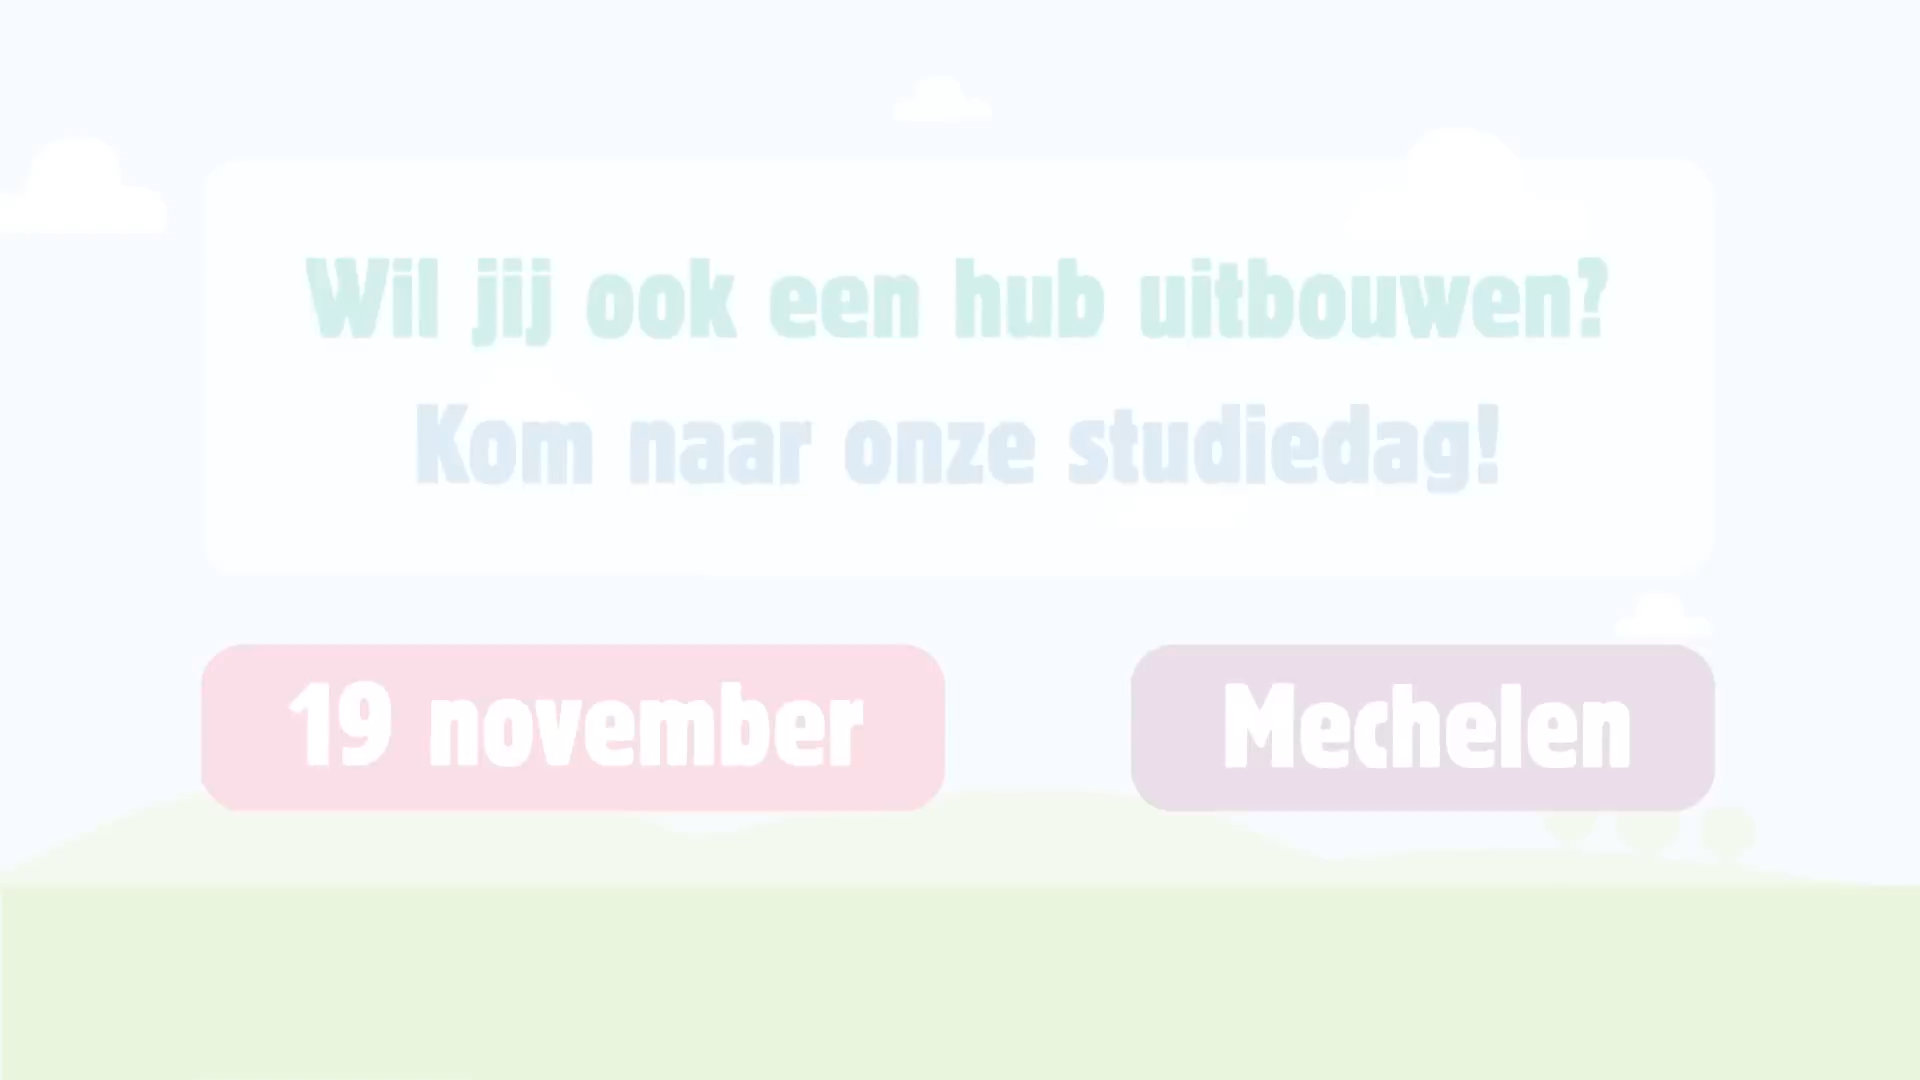 Wil jij ook een hub uitbouwen?
Kom naar onze studiedag!
19 november
Mechelen